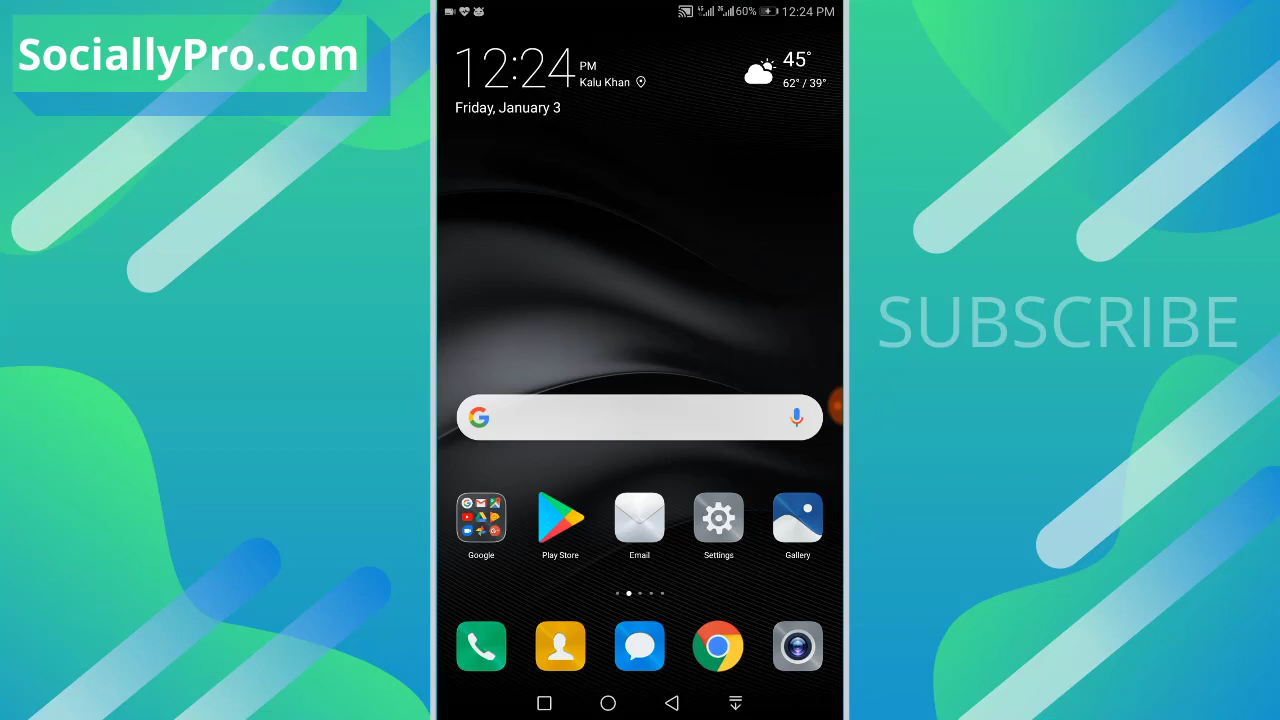 SociallyPro.com
60% 12:24 PM
12:24 PM
Kalu Khan
Friday, January 3
45°
62° / 39°
SUBSCRIBE
Google Play Store Email Settings Gallery